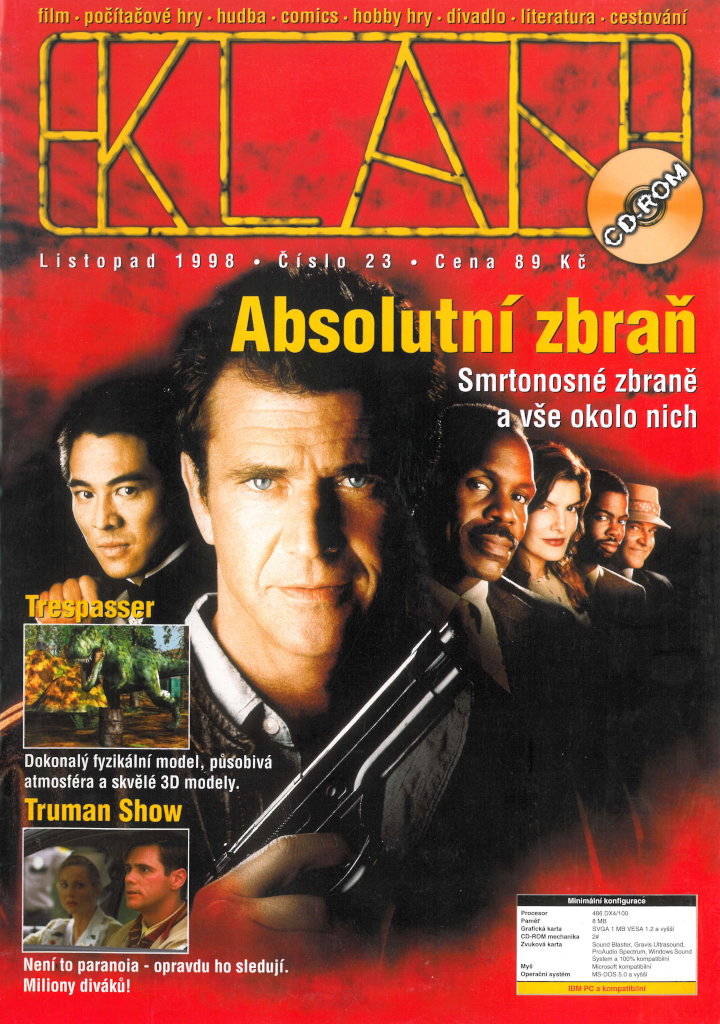 film · počítačové hry · hudba · comics · hobby hry · divadlo · literatura · cestování
KLAN
CD-ROM
Listopad 1998 • Číslo 23 • Cena 89 Kč
Absolutní zbraň
Smrtonosné zbraně
a vše okolo nich
Trespasser
Dokonalý fyzikální model, působivá
atmosféra a skvělé 3D modely.
Truman Show
Není to paranoia - opravdu ho sledují.
Miliony diváků!
Minimální konfigurace
Procesor 486 DX4/100
Paměť 8 MB
Grafická karta SVGA 1 MB VESA 1.2 a vyšší
CD-ROM mechanika 2#
Zvuková karta Sound Blaster, Gravis Ultrasound,
ProAudio Spectrum, Windows Sound
System a 100% kompatibilní
Myš Microsoft kompatibilní
Operační systém MS-DOS 5.0 a vyšší
IBM PC a kompatibilní